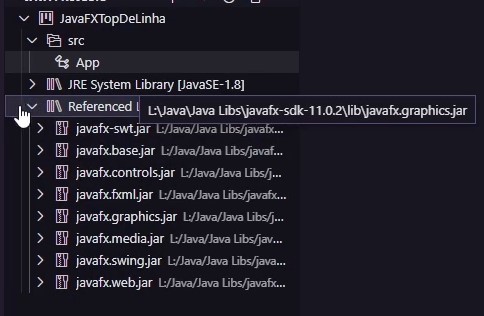 JavaFXTopDeLinha
src
App
JRE System Library [JavaSE-1.8]
Referenced L
L:\Java\Java Libs\javafx-sdk-11.0.2\lib\javafx.graphics.jar
javafx-swt.jar L:/Java/Java Libs/javafx...
javafx.base.jar L:/Java/Java Libs/javaf...
javafx.controls.jar L:/Java/Java Libs/j...
javafx.fxml.jar L:/Java/Java Libs/javaf...
javafx.graphics.jar L:/Java/Java Libs/j...
javafx.media.jar L:/Java/Java Libs/jav...
javafx.swing.jar L:/Java/Java Libs/java...
javafx.web.jar L:/Java/Java Libs/javafx...